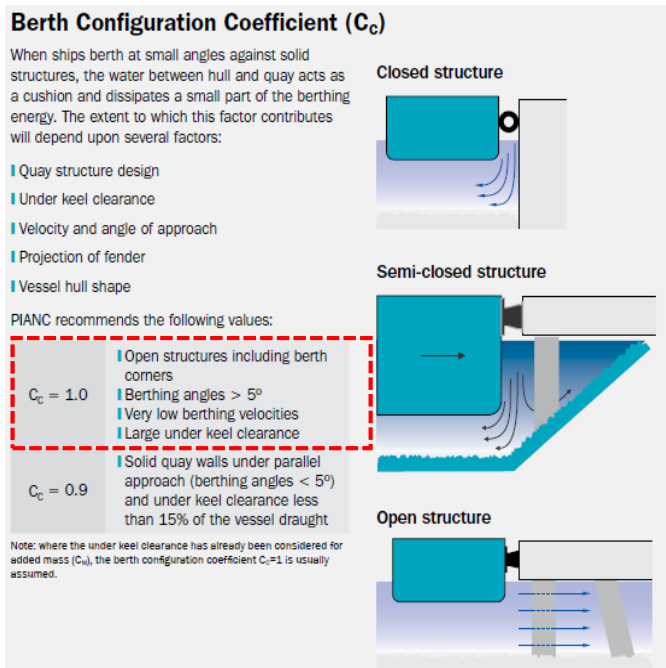 Berth Configuration Coefficient (Cc)
When ships berth at small angles against solid
structures, the water between hull and quay acts as
a cushion and dissipates a small part of the berthing
energy. The extent to which this factor contributes
will depend upon several factors:
Quay structure design
Under keel clearance
Velocity and angle of approach
Projection of fender
Vessel hull shape
PIANC recommends the following values:
Cc = 1.0
Open structures including berth
corners
Berthing angles > 5º
Very low berthing velocities
Large under keel clearance
Cc = 0.9
Solid quay walls under parallel
approach (berthing angles < 5º)
and under keel clearance less
than 15% of the vessel draught
Note: where the under keel clearance has already been considered for
added mass (CM), the berth configuration coefficient Cc=1 is usually
assumed.
Closed structure
Semi-closed structure
Open structure